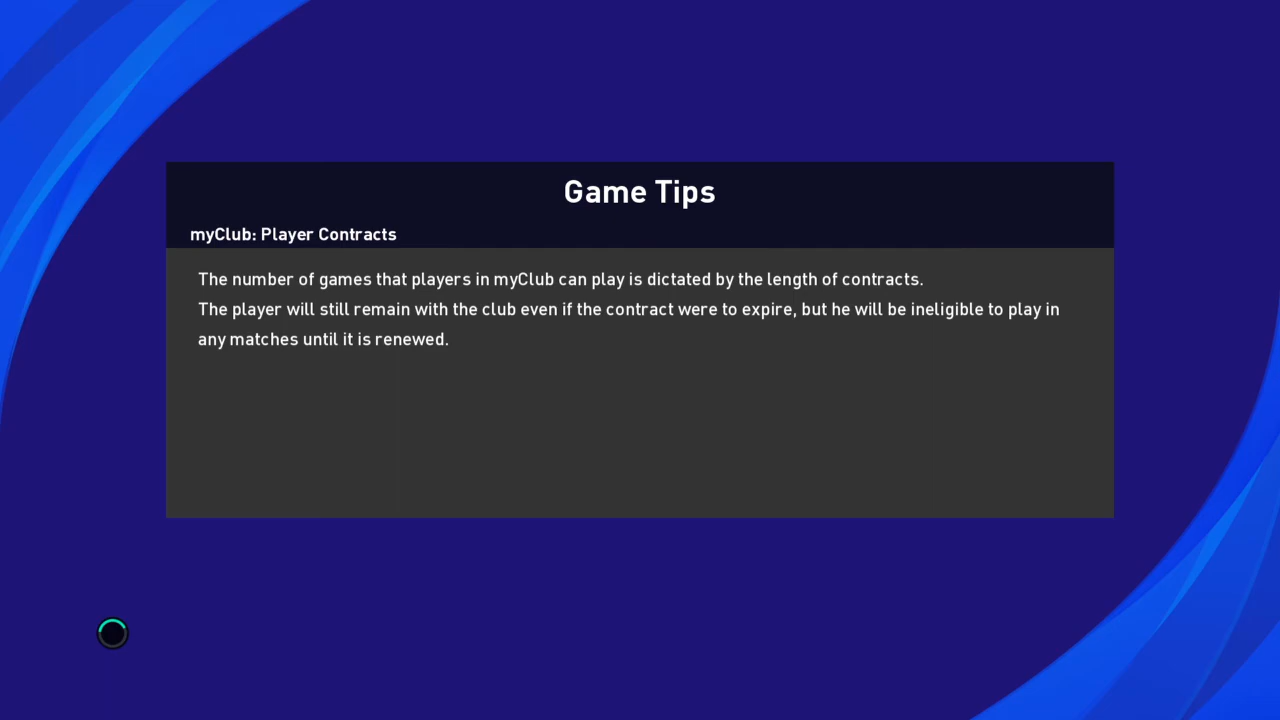 Game Tips
myClub: Player Contracts
The number of games that players in myClub can play is dictated by the length of contracts.
The player will still remain with the club even if the contract were to expire, but he will be ineligible to play in
any matches until it is renewed.